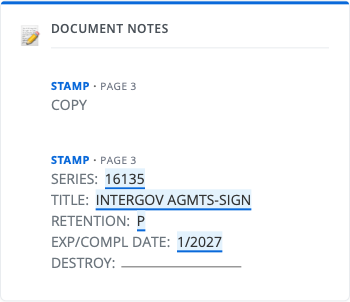 DOCUMENT NOTES
STAMP · PAGE 3
COPY
STAMP · PAGE 3
SERIES: 16135
TITLE: INTERGOV AGMTS-SIGN
RETENTION: P
EXP/COMPL DATE: 1/2027
DESTROY: